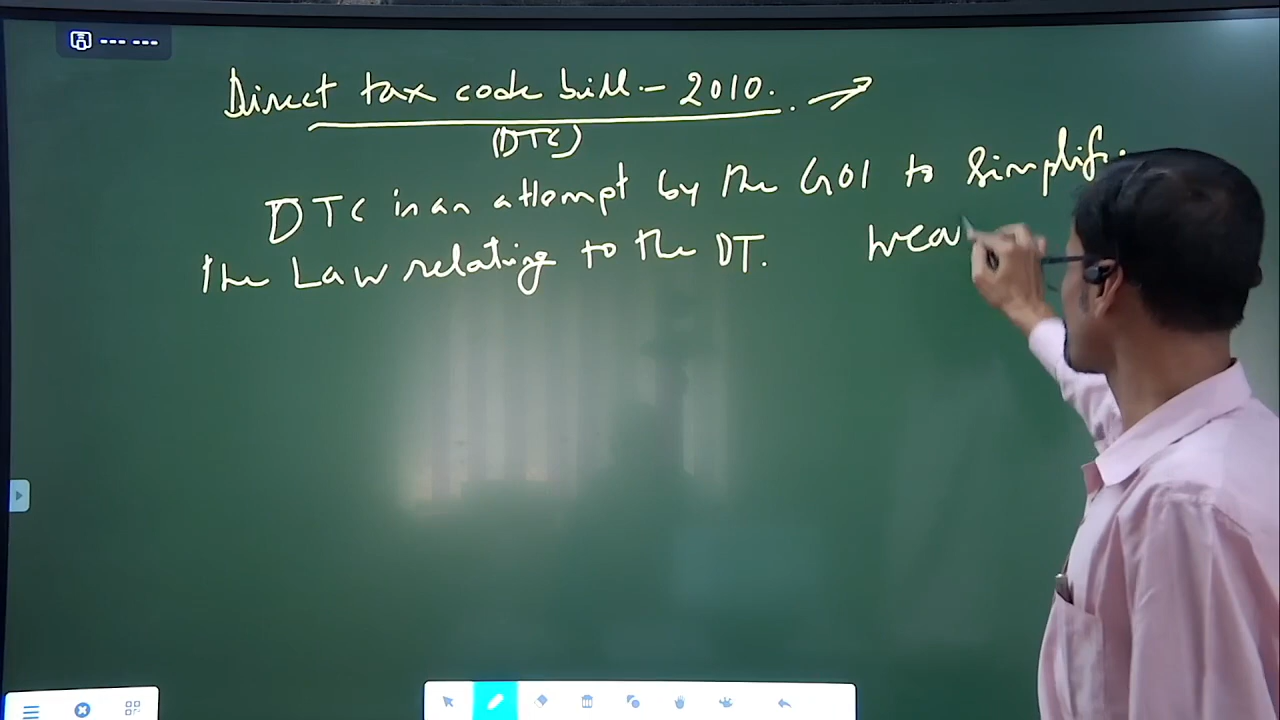 Direct tax code bill - 2010. →
(DTC)
DTC is an attempt by the GOI to simplify
the Law relating to the DT. wea